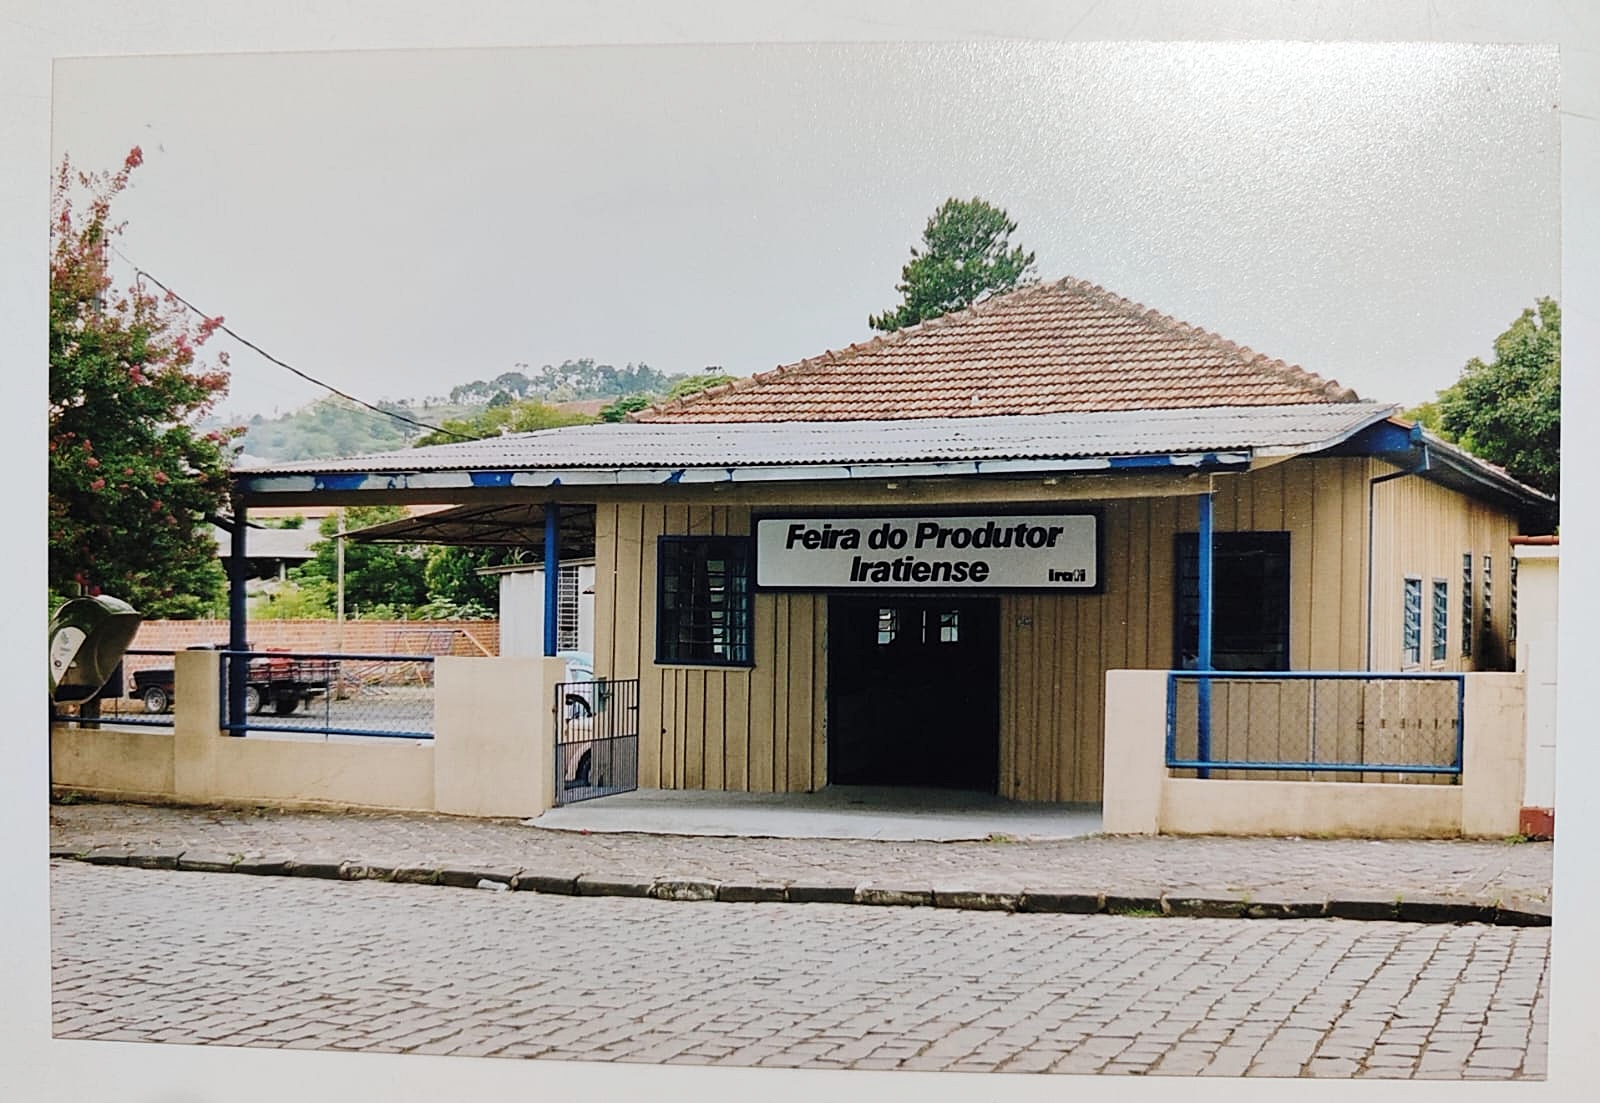 Feira do Produtor
Iratiense
Irati